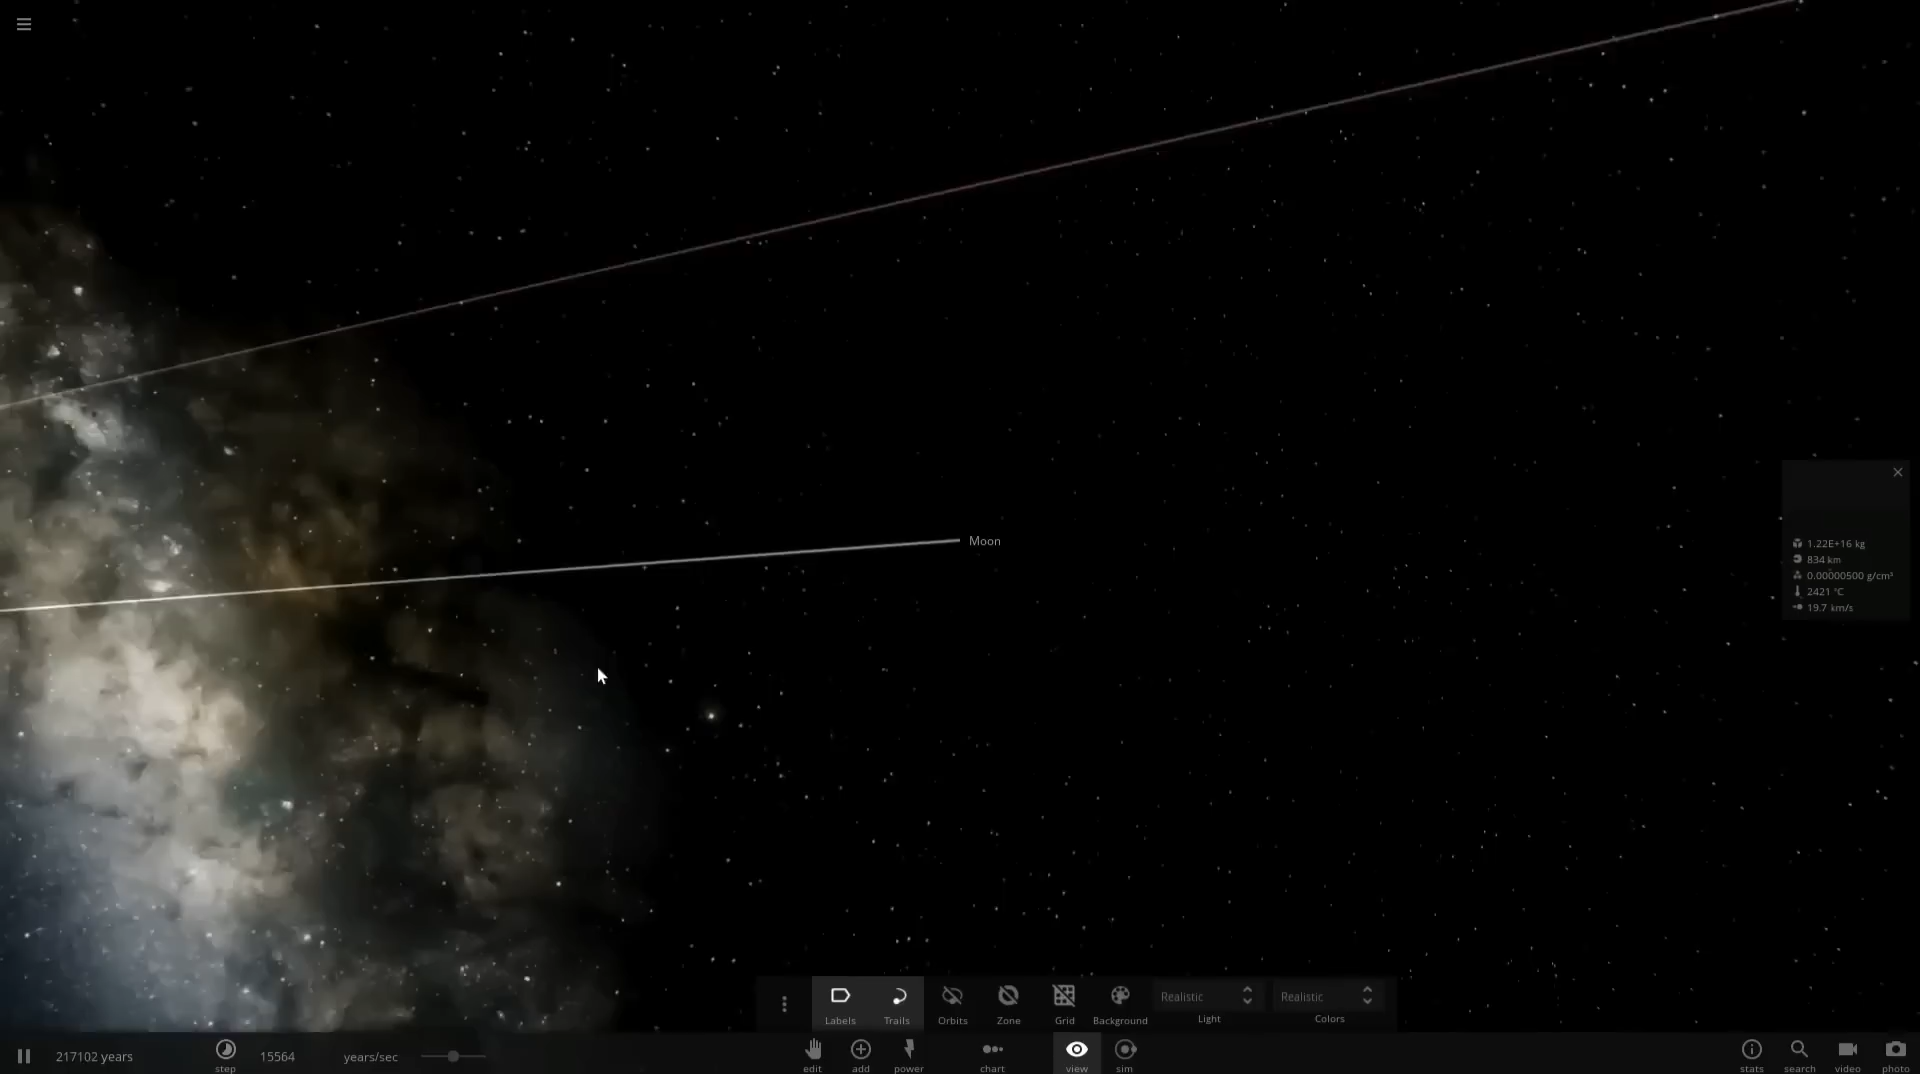 Moon
1.22E+16 kg
834 km
0.00000500 g/cm³
2421 °C
19.7 km/s
Labels Trails Orbits Zone Grid Background
Realistic Realistic
Light Colors
217102 years
15564 years/sec
step edit add power chart view sim stats search video photo